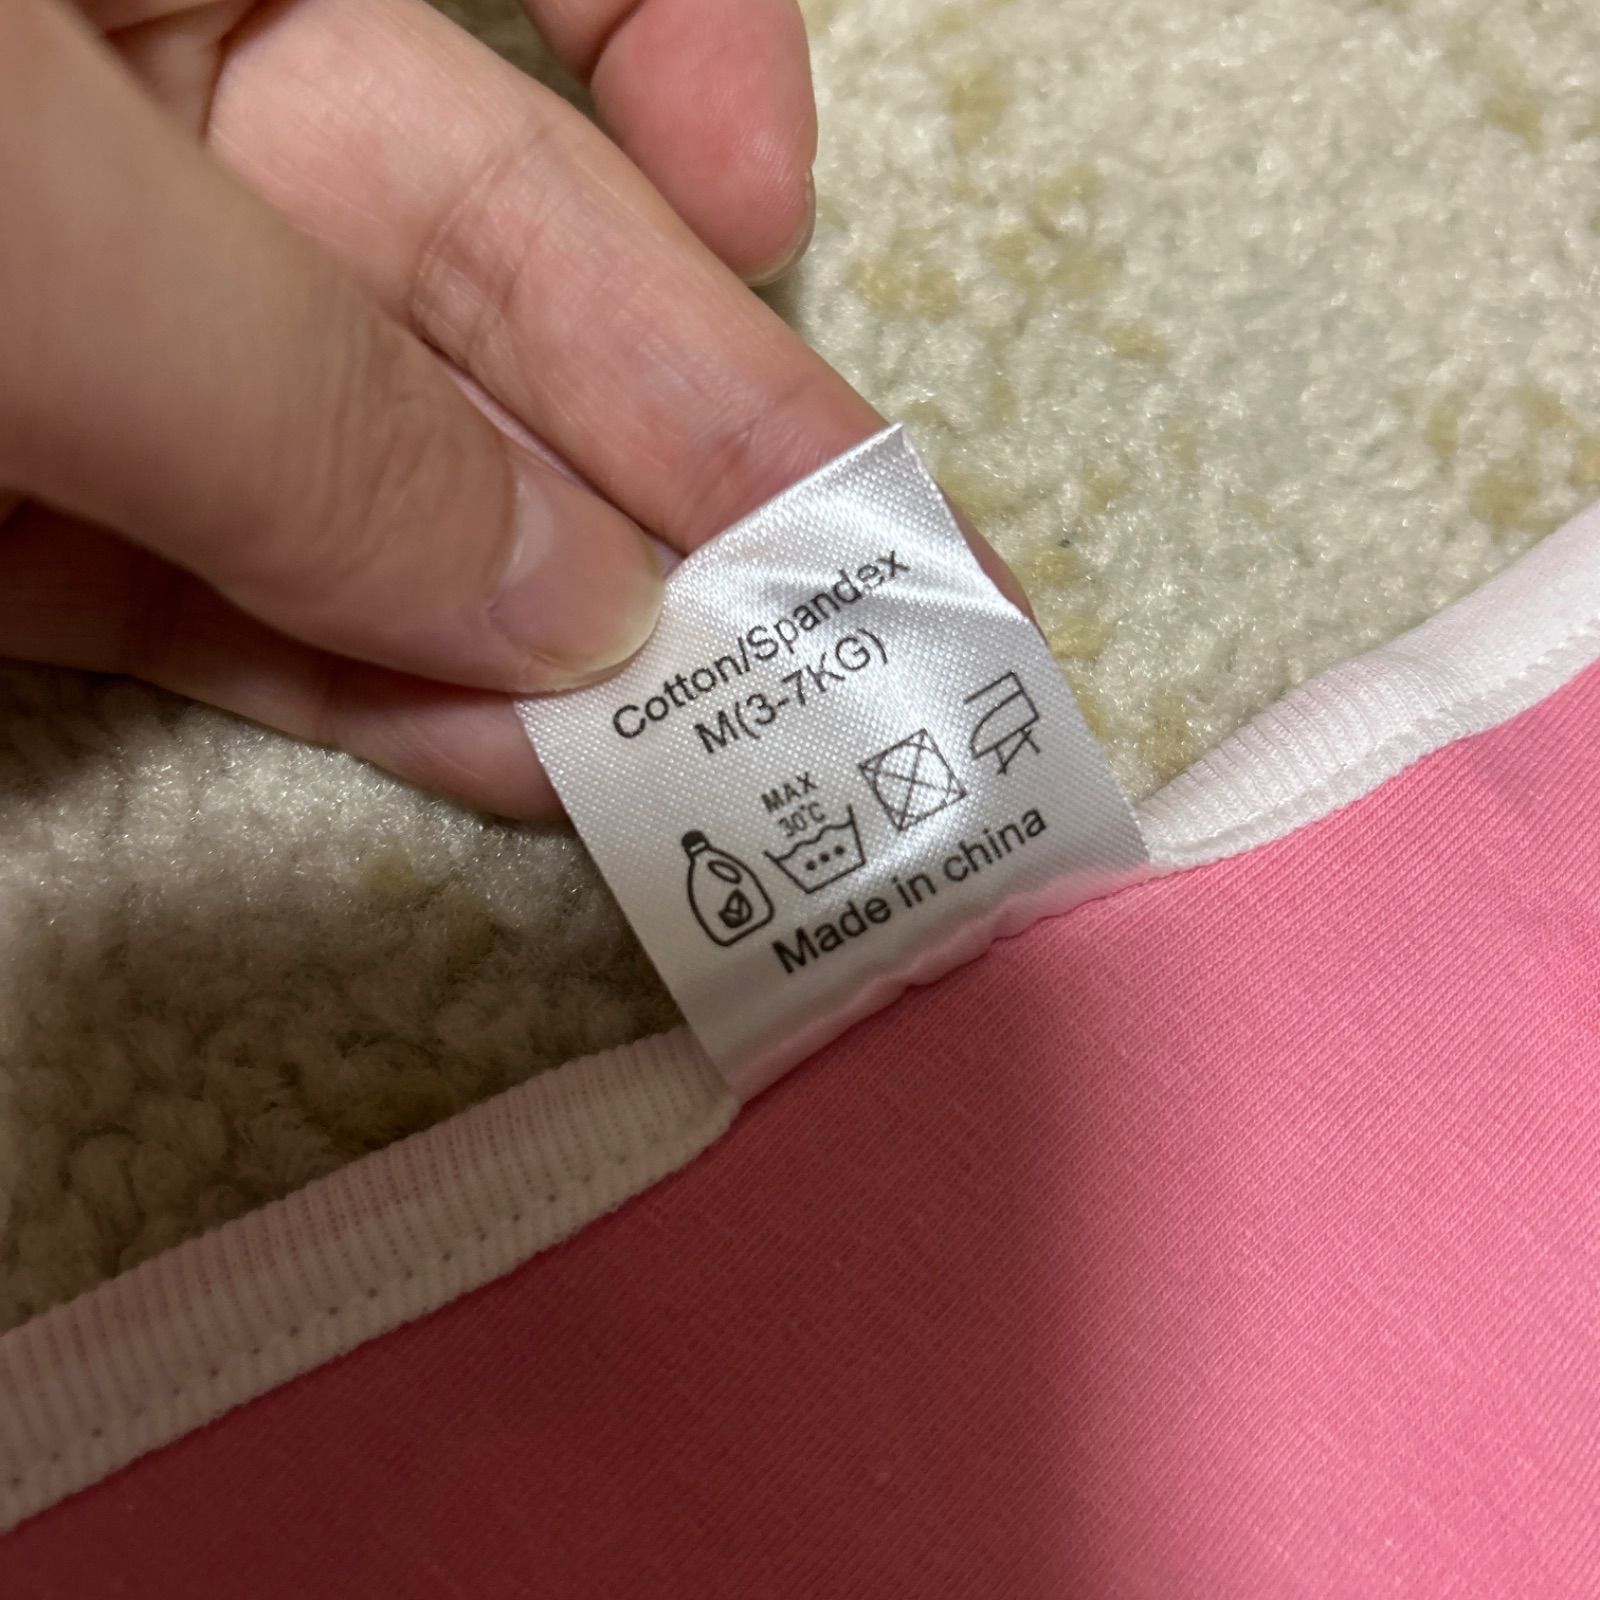 Cotton/Spandex
M(3-7KG)
MAX
30°C
Made in china